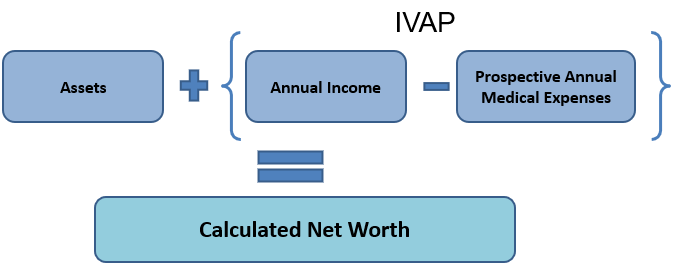 IVAP
Assets
Annual Income
Prospective Annual
Medical Expenses
Calculated Net Worth